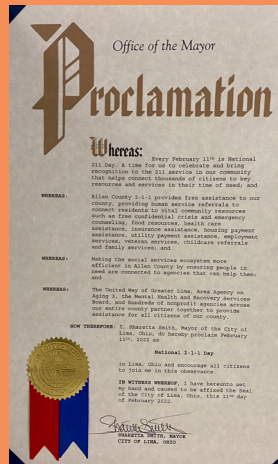 Office of the Mayor
Proclamation
Whereas:
Every February 11th is National
211 Day. A time for us to celebrate and bring
recognition to the 211 service in our community
that helps connect thousands of citizens to key
resources and services in their time of need; and
WHEREAS:
Allen County 2-1-1 provides free assistance to our
county, providing human service referrals to
connect residents to vital community resources
such as free confidential crisis and emergency
counseling, food resources, health care
assistance, insurance assistance, housing payment
assistance, utility payment assistance, employment
services, veteran services, childcare referrals
and family services; and
WHEREAS:
Making the social services ecosystem more
efficient in Allen County by ensuring people in
need are connected to agencies that can help them;
and
WHEREAS:
The United Way of Greater Lima, Area Agency on
Aging 3, the Mental Health and Recovery Services
Board, and hundreds of nonprofit agencies across
our entire county partner together to provide
assistance for all citizens of our county.
NOW THEREFORE: I, Sharetta Smith, Mayor of the City of
Lima, Ohio, do hereby proclaim February
11th, 2022 as
National 2-1-1 Day
in Lima, Ohio and encourage all citizens
to join me in this observance.
IN WITNESS WHEREOF, I have hereunto set
my hand and caused to be affixed the Seal
of the City of Lima, Ohio, this 11th day
of February 2022.
SHARETTA SMITH, MAYOR
CITY OF LIMA, OHIO